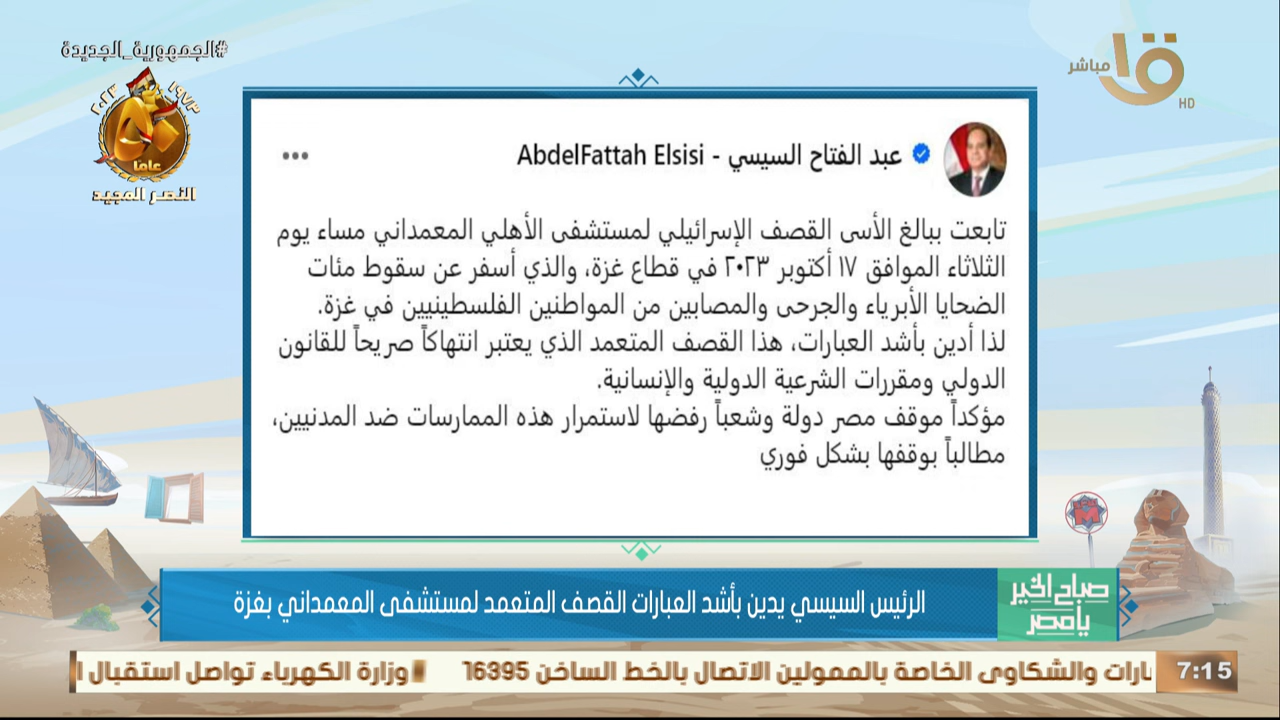 #الجمهورية_الجديدة
١٩٧٣
٢٠٢٣
٥٠
عاما
النصر المجيد
مباشر
HD
عبد الفتاح السيسي - AbdelFattah Elsisi
تابعت ببالغ الأسى القصف الإسرائيلي لمستشفى الأهلي المعمداني مساء يوم
الثلاثاء الموافق ١٧ أكتوبر ٢٠٢٣ في قطاع غزة، والذي أسفر عن سقوط مئات
الضحايا الأبرياء والجرحى والمصابين من المواطنين الفلسطينيين في غزة.
لذا أدين بأشد العبارات، هذا القصف المتعمد الذي يعتبر انتهاكاً صريحاً للقانون
الدولي ومقررات الشرعية الدولية والإنسانية.
مؤكداً موقف مصر دولة وشعباً رفضها لاستمرار هذه الممارسات ضد المدنيين،
مطالباً بوقفها بشكل فوري
M
صباح الخير
يا مصر
الرئيس السيسي يدين بأشد العبارات القصف المتعمد لمستشفى المعمداني بغزة
7:15
والشكاوى الخاصة بالممولين الاتصال بالخط الساخن 16395 وزارة الكهرباء تواصل استقبال